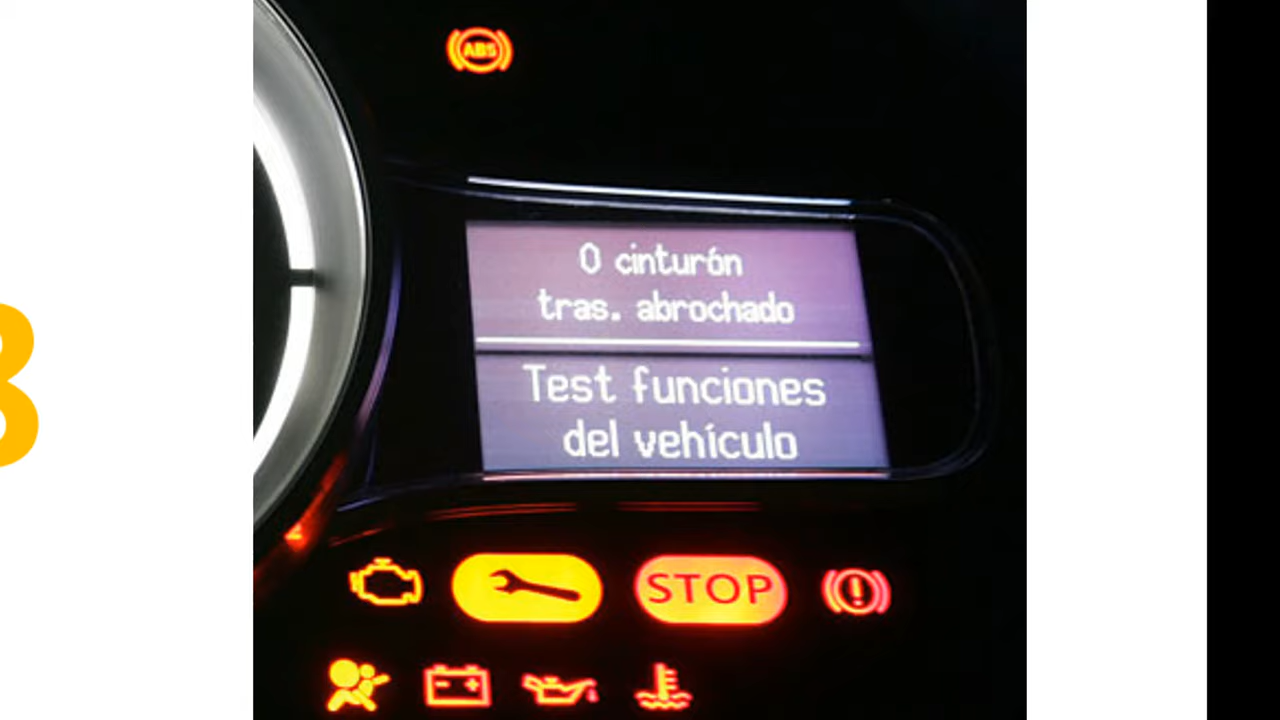 ABS
0 cinturón
tras. abrochado
Test funciones
del vehículo
STOP